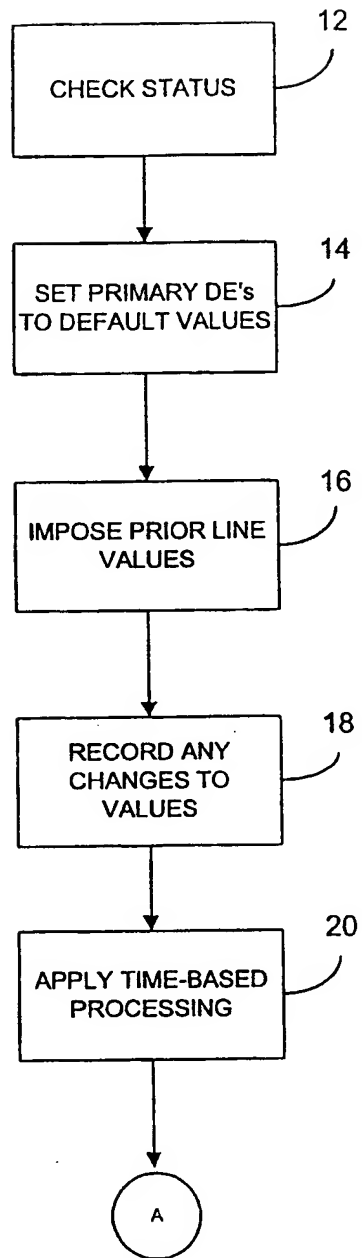 12
CHECK STATUS
14
SET PRIMARY DE's
TO DEFAULT VALUES
16
IMPOSE PRIOR LINE
VALUES
18
RECORD ANY
CHANGES TO
VALUES
20
APPLY TIME-BASED
PROCESSING
A